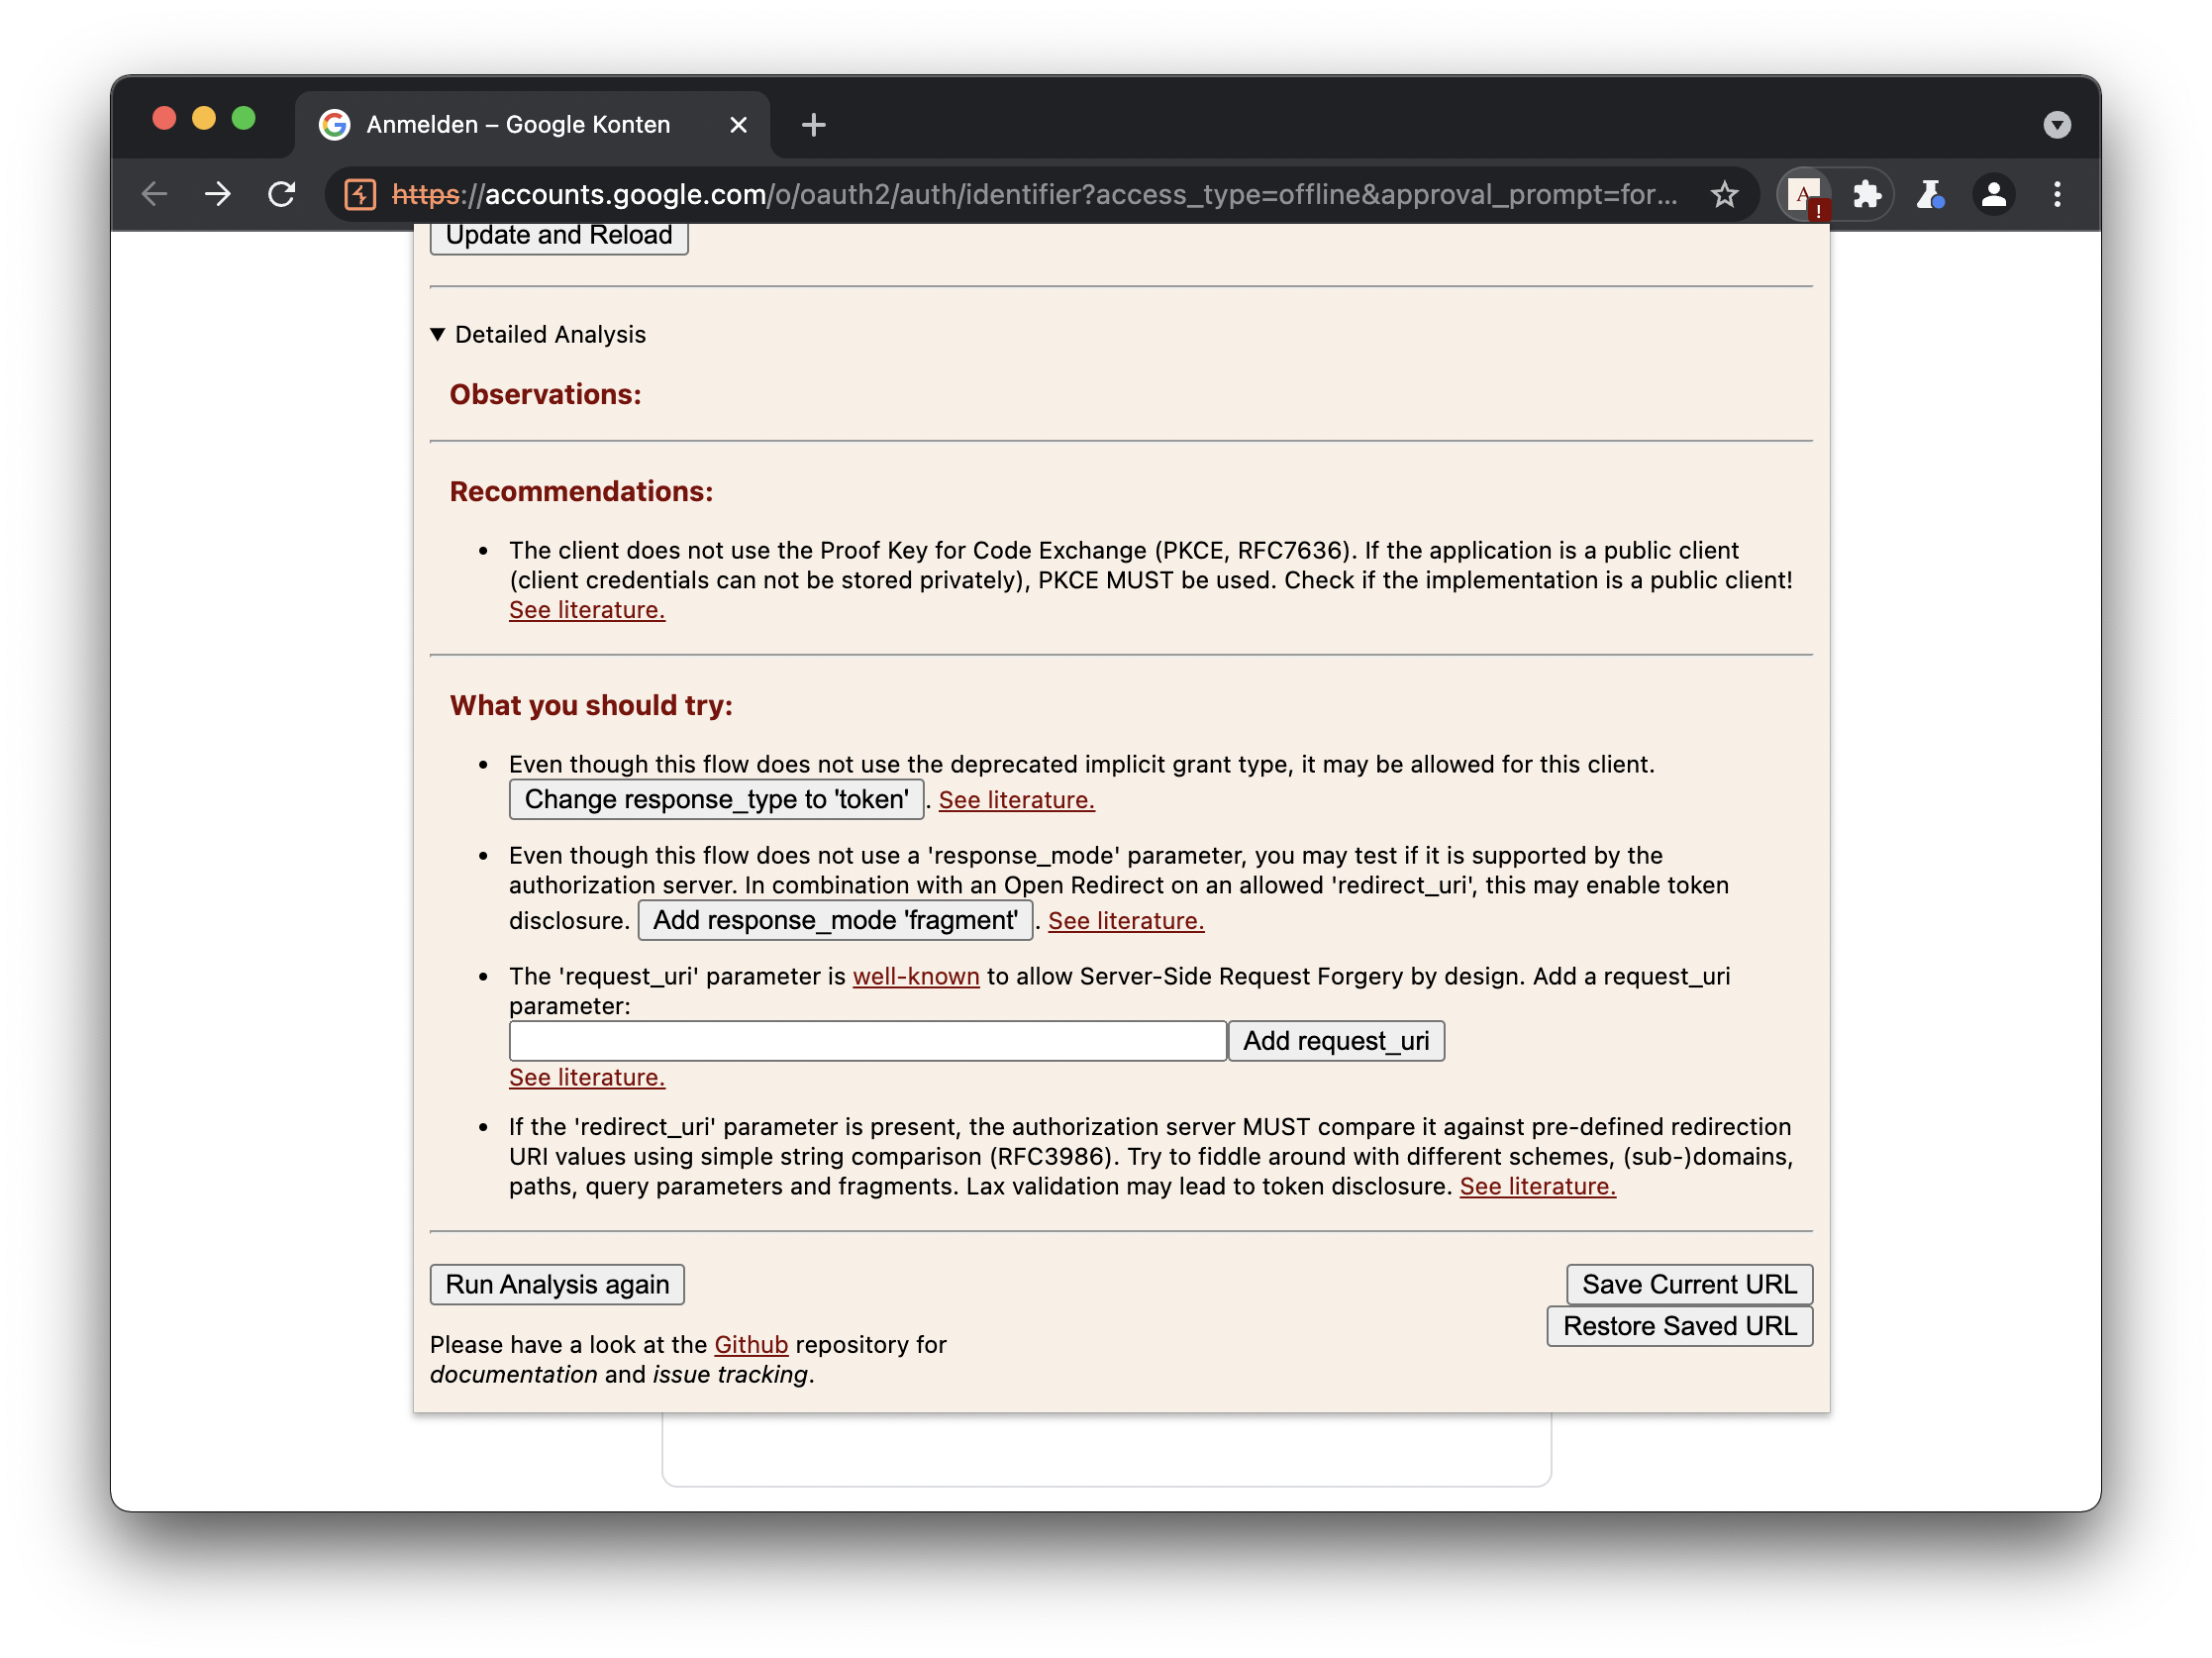 Anmelden – Google Konten
https://accounts.google.com/o/oauth2/auth/identifier?access_type=offline&approval_prompt=for...
A
!
Update and Reload
▼ Detailed Analysis
Observations:
Recommendations:
• The client does not use the Proof Key for Code Exchange (PKCE, RFC7636). If the application is a public client
(client credentials can not be stored privately), PKCE MUST be used. Check if the implementation is a public client!
See literature.
What you should try:
• Even though this flow does not use the deprecated implicit grant type, it may be allowed for this client.
Change response_type to 'token' . See literature.
• Even though this flow does not use a 'response_mode' parameter, you may test if it is supported by the
authorization server. In combination with an Open Redirect on an allowed 'redirect_uri', this may enable token
disclosure. Add response_mode 'fragment' . See literature.
• The 'request_uri' parameter is well-known to allow Server-Side Request Forgery by design. Add a request_uri
parameter:
Add request_uri
See literature.
• If the 'redirect_uri' parameter is present, the authorization server MUST compare it against pre-defined redirection
URI values using simple string comparison (RFC3986). Try to fiddle around with different schemes, (sub-)domains,
paths, query parameters and fragments. Lax validation may lead to token disclosure. See literature.
Run Analysis again
Save Current URL
Restore Saved URL
Please have a look at the Github repository for
documentation and issue tracking.